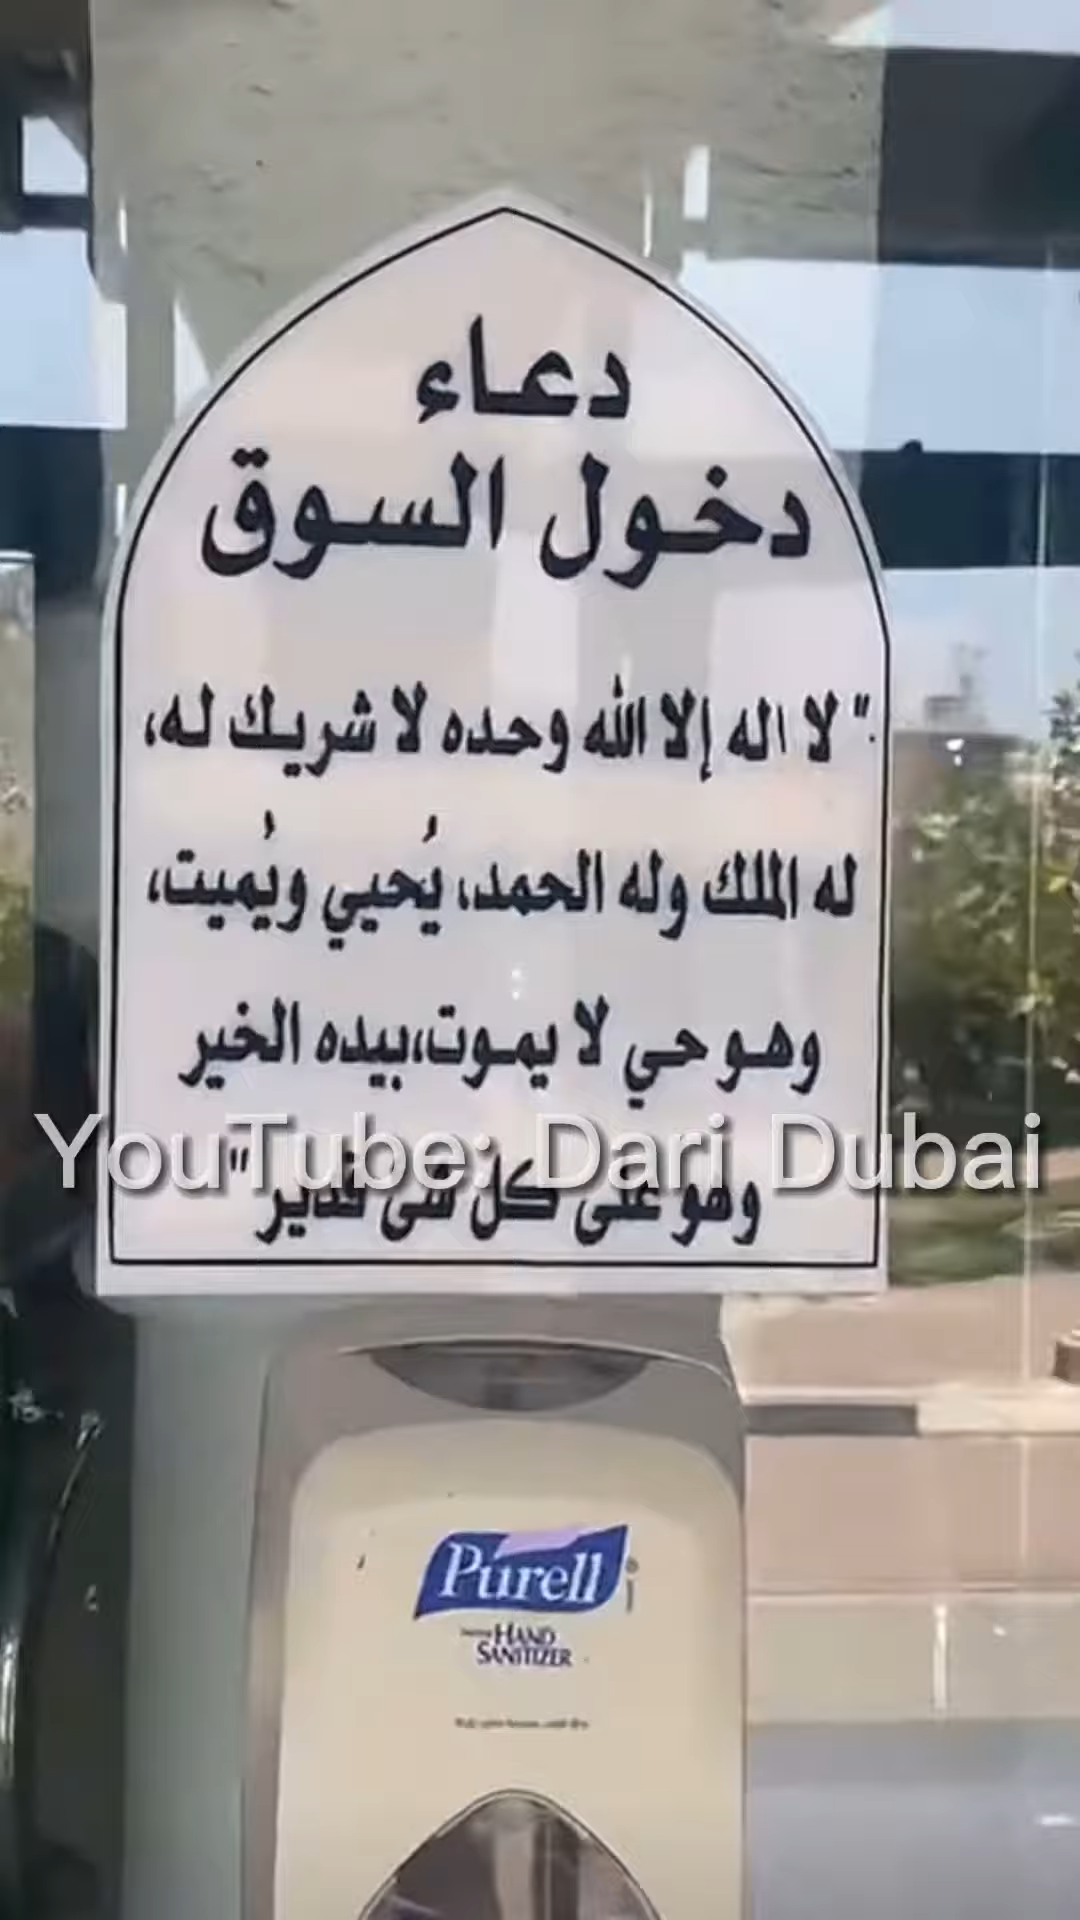 دعاء
دخول السوق
" لا اله إلا الله وحده لا شريك له،
له الملك وله الحمد، يُحيي ويُميت،
وهو حي لا يموت،بيده الخير
YouTube: Dari Dubai
وهو على كل شئ قدير"
Purell
HAND
SANITIZER